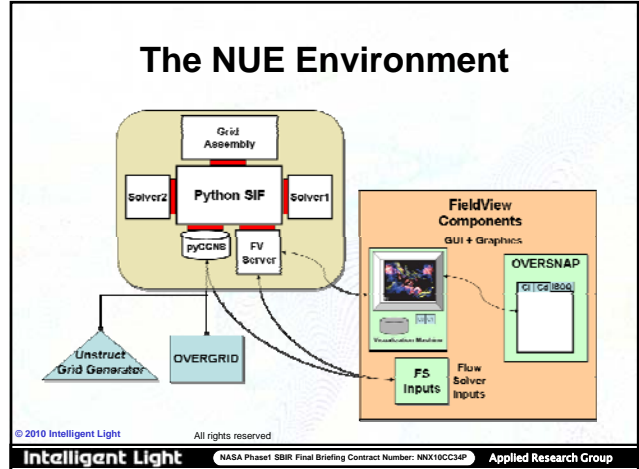 The NUE Environment
Grid
Assembly
Solver2
Python SIF
Solver1
pyCGNS
FV
Server
FieldView
Components
GUI + Graphics
OVERSNAP
Visualization Machine
FS
Inputs
Flow
Solver
Inputs
Unstruct
Grid Generator
OVERGRID
© 2010 Intelligent Light
All rights reserved
Intelligent Light
NASA Phase1 SBIR Final Briefing Contract Number: NNX10CC34P
Applied Research Group